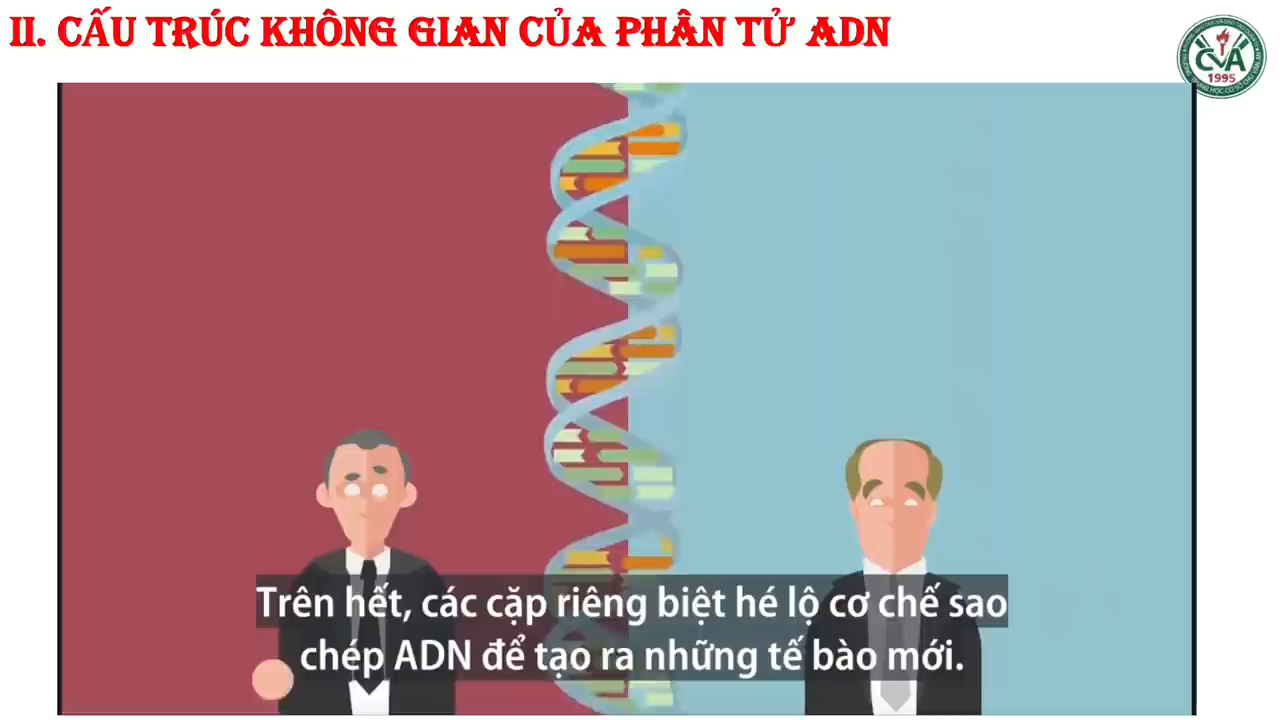 II. CẤU TRÚC KHÔNG GIAN CỦA PHÂN TỬ ADN
CVA
1995
Trên hết, các cặp riêng biệt hé lộ cơ chế sao
chép ADN để tạo ra những tế bào mới.